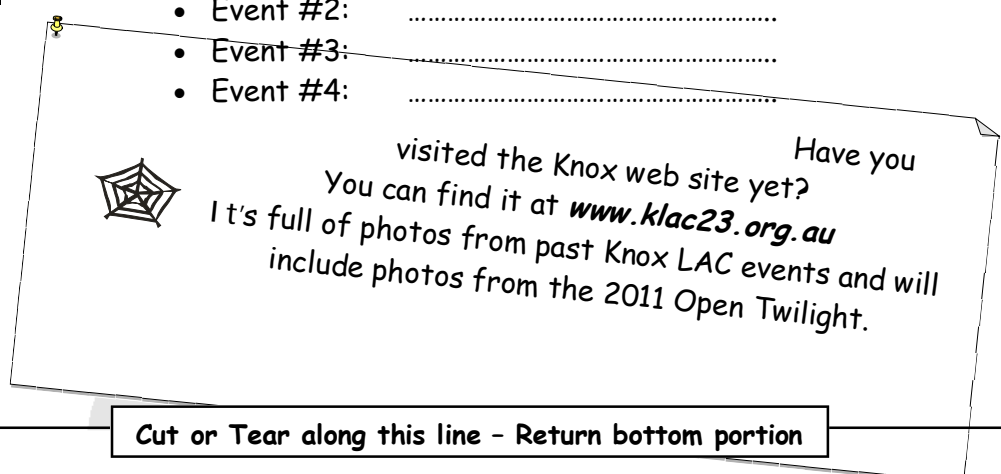 • Event #2: ……………………………………………………..
• Event #3: ……………………………………………………..
• Event #4: ……………………………………………………..
Have you
visited the Knox web site yet?
You can find it at www.klac23.org.au
It's full of photos from past Knox LAC events and will
include photos from the 2011 Open Twilight.
Cut or Tear along this line – Return bottom portion